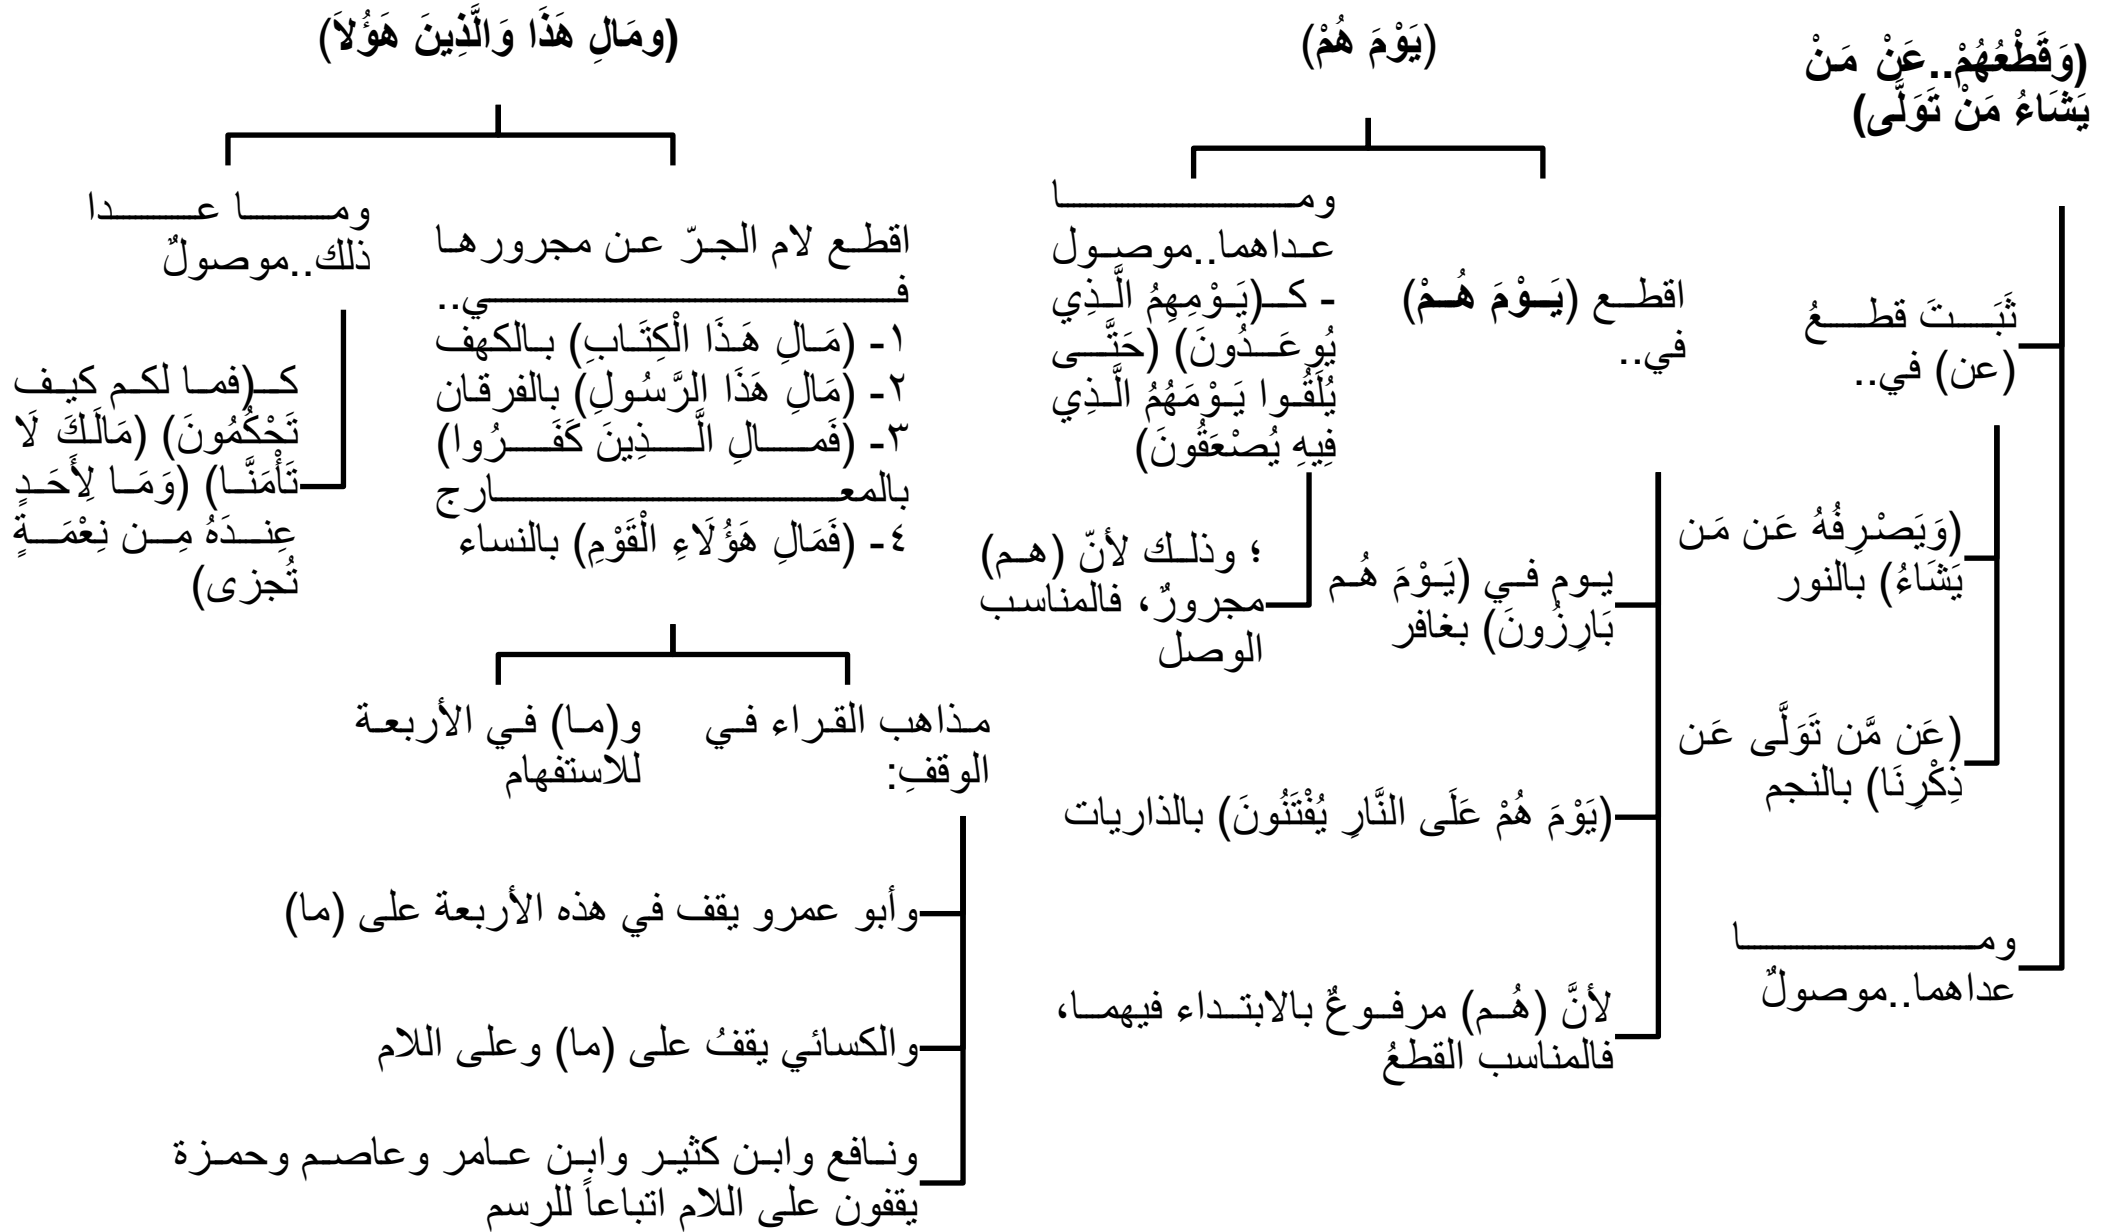 (وَقَطْعُهُمْ..عَنْ مَنْ
يَشَاءُ مَنْ تَوَلَّى)
ثَبَتَ قطعُ
(عن) في..
(وَيَصْرِفُهُ عَن مَن
يَشَاءُ) بالنور
(عَن مَّن تَوَلَّى عَن
ذِكْرِنَا) بالنجم
وما
عداهما..موصولٌ
(يَوْمَ هُمْ)
اقطع (يَوْمَ هُمْ)
في..
يوم في (يَوْمَ هُم
بَارِزُونَ) بغافر
(يَوْمَ هُمْ عَلَى النَّارِ يُفْتَنُونَ) بالذاريات
لأنَّ (هُم) مرفوعٌ بالابتداء فيهما،
فالمناسب القطعُ
وما
عداهما..موصول
- كـ(يَوْمِهِمُ الَّذِي
يُوعَدُونَ) (حَتَّى
يُلَقُوا يَوْمَهُمُ الَّذِي
فِيهِ يُصْعَقُونَ)
؛ وذلك لأنّ (هم)
مجرورٌ، فالمناسب
الوصل
(ومَالِ هَذَا وَالَّذِينَ هَؤُلاَ)
اقطع لام الجرّ عن مجرورها
في..
١- (مَالِ هَذَا الْكِتَابِ) بالكهف
٢- (مَالِ هَذَا الرَّسُولِ) بالفرقان
٣- (فَمالِ الَّذِينَ كَفَرُوا)
بالمعارج
٤- (فَمَالِ هَؤُلَاءِ الْقَوْمِ) بالنساء
مذاهب القراء في
الوقفِ:
وأبو عمرو يقف في هذه الأربعة على (ما)
والكسائي يقفُ على (ما) وعلى اللام
ونافع وابن كثير وابن عامر وعاصم وحمزة
يقفون على اللام اتباعاً للرسم
و(ما) في الأربعة
للاستفهام
وما عدا
ذلك..موصولٌ
كـ(فما لكم كيف
تَحْكُمُونَ) (مَالَكَ لَا
تَأْمَنَّا) (وَمَا لِأَحَدٍ
عِندَهُ مِن نِعْمَةٍ
تُجزى)